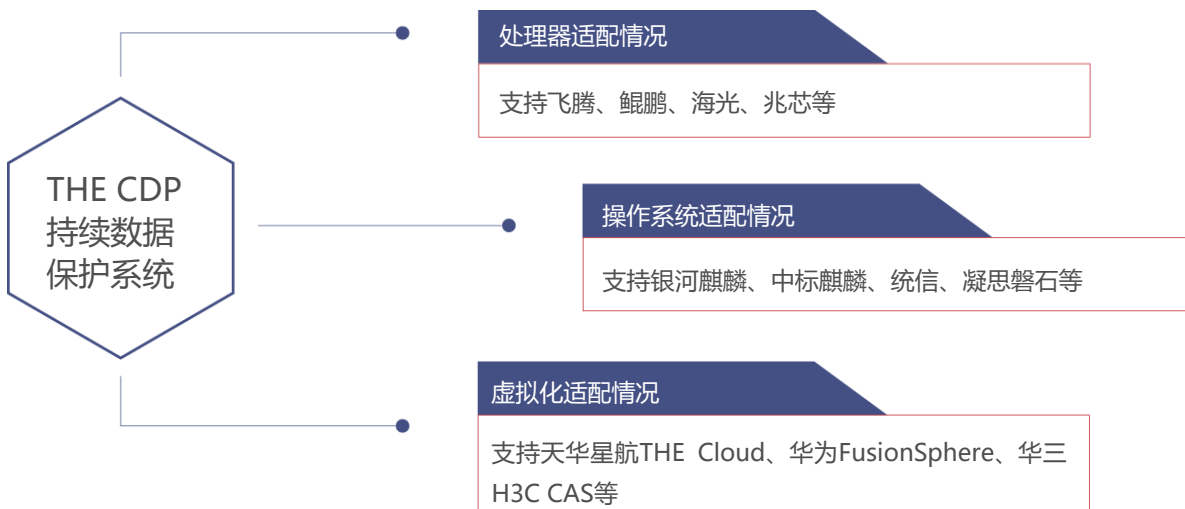 THE CDP
持续数据
保护系统
处理器适配情况
支持飞腾、鲲鹏、海光、兆芯等
操作系统适配情况
支持银河麒麟、中标麒麟、统信、凝思磐石等
虚拟化适配情况
支持天华星航THE Cloud、华为FusionSphere、华三
H3C CAS等